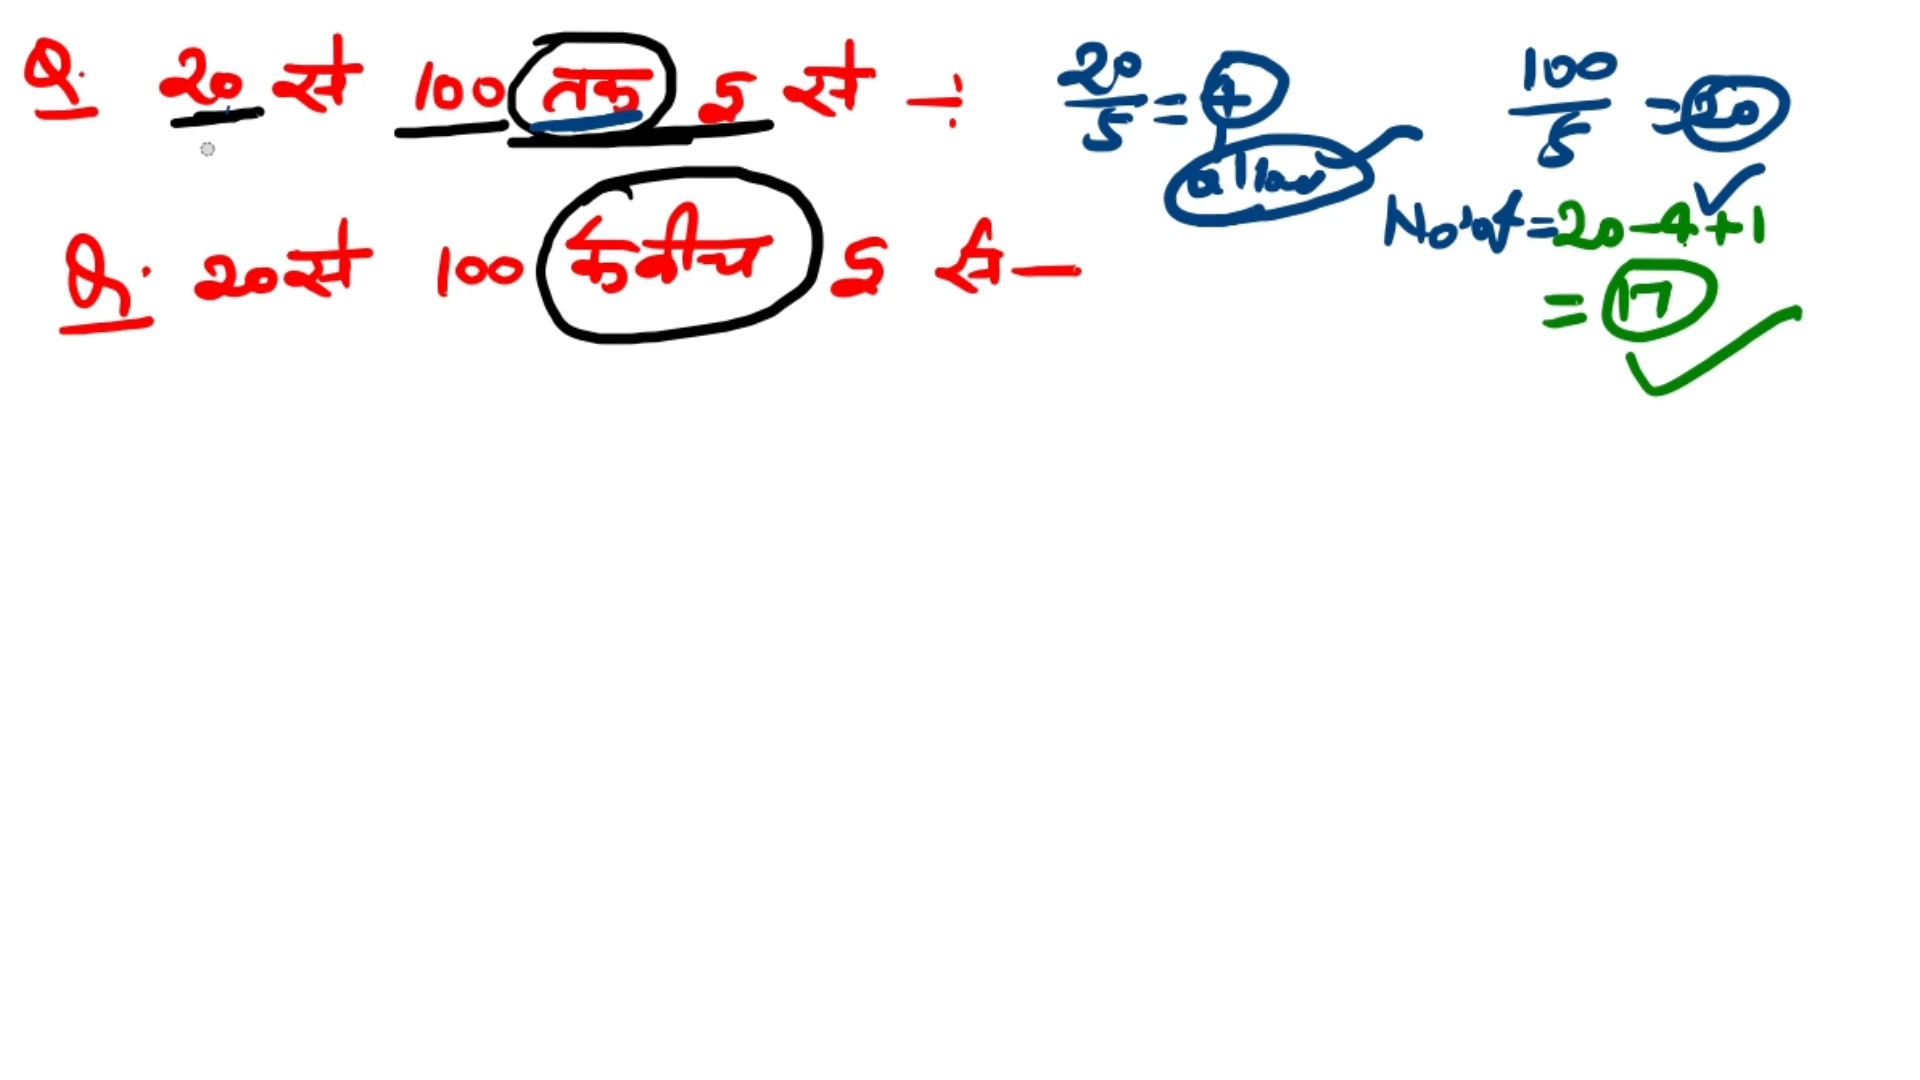 Q. 20 से 100 तक 5 से ÷
20/5 = 4
allow
100/5 = 20
No. of = 20-4+1
= 17
Q. 20 से 100 के बीच 5 से —